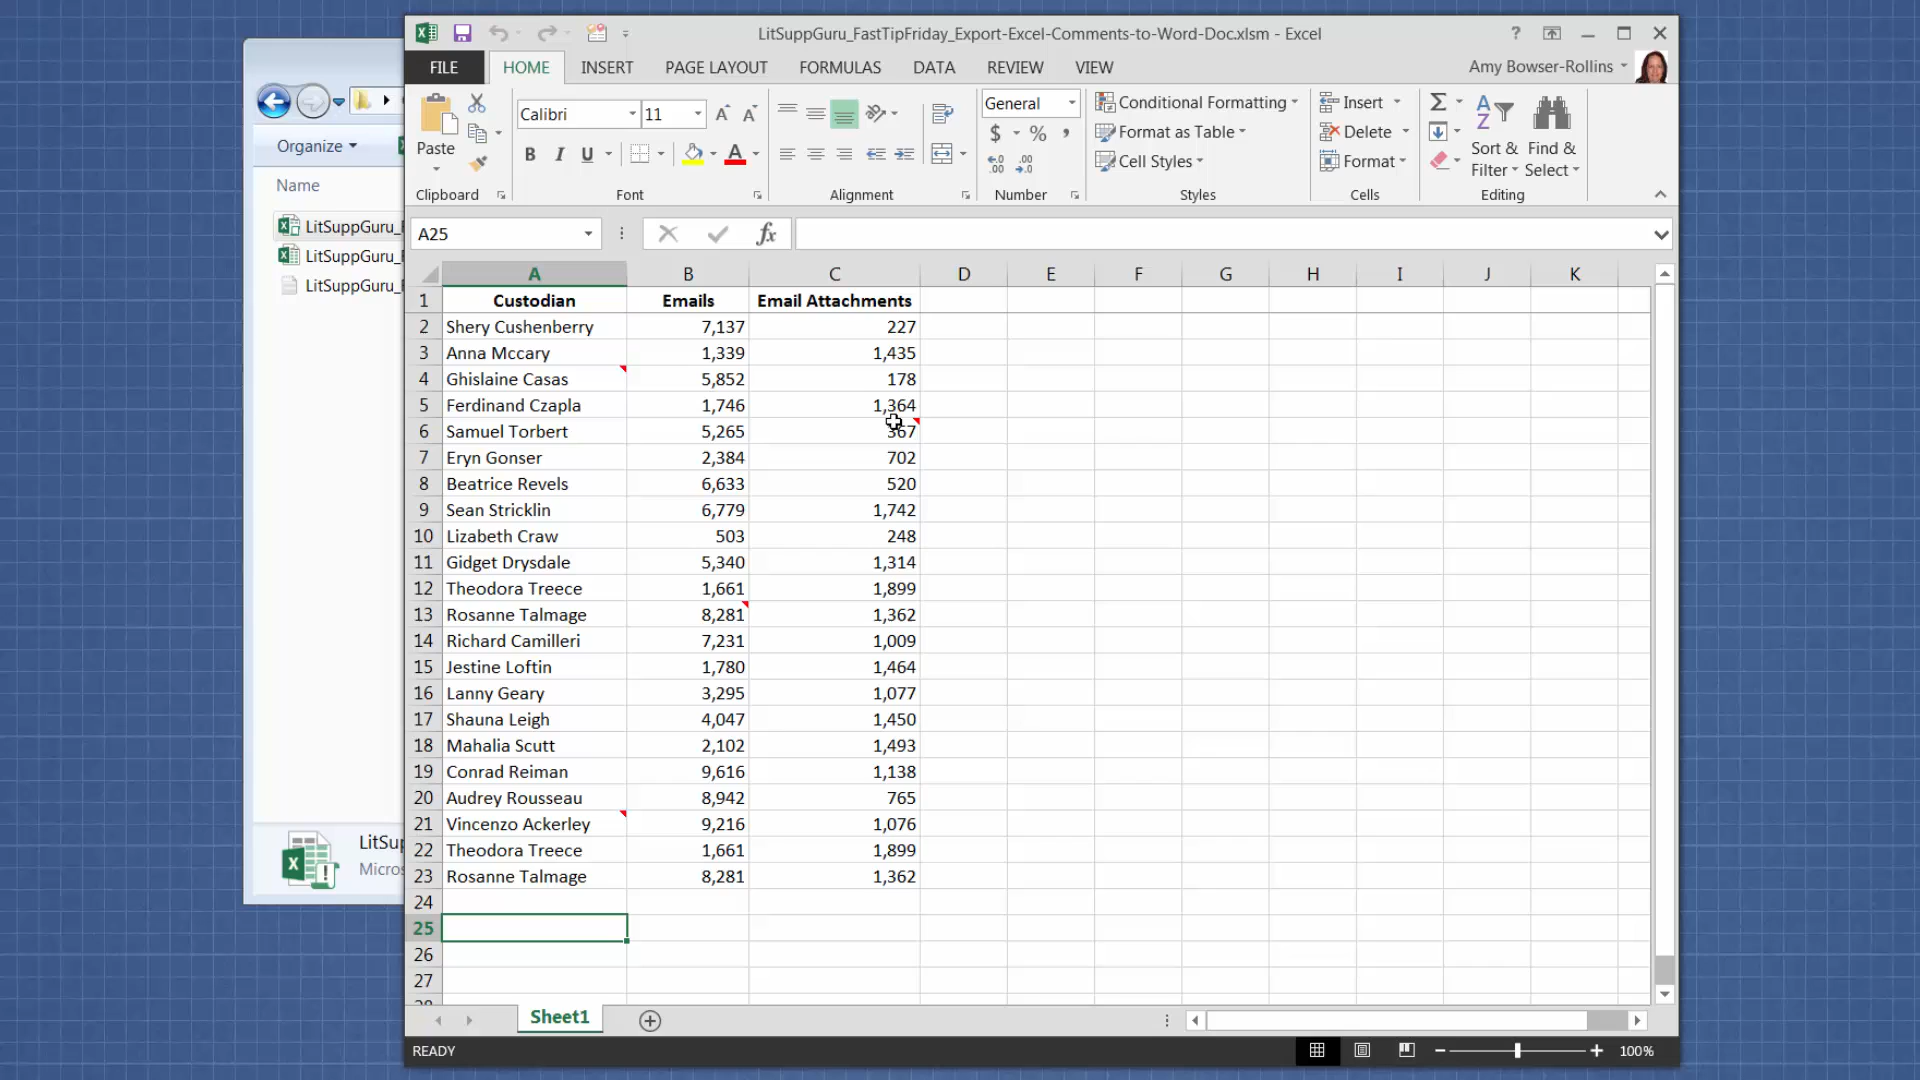 LitSuppGuru_FastTipFriday_Export-Excel-Comments-to-Word-Doc.xlsm - Excel
?
FILE HOME INSERT PAGE LAYOUT FORMULAS DATA REVIEW VIEW Amy Bowser-Rollins
Organize
Name
LitSuppGuru_
LitSuppGuru_
LitSuppGuru_
LitSup
Micros
Paste
Calibri 11
B I U A
General
$ % ,
Conditional Formatting
Format as Table
Cell Styles
Insert
Delete
Format
Sort & Filter
Find & Select
Clipboard Font Alignment Number Styles Cells Editing
A25 fx
A B C D E F G H I J K
1 Custodian Emails Email Attachments
2 Shery Cushenberry 7,137 227
3 Anna Mccary 1,339 1,435
4 Ghislaine Casas 5,852 178
5 Ferdinand Czapla 1,746 1,364
6 Samuel Torbert 5,265 367
7 Eryn Gonser 2,384 702
8 Beatrice Revels 6,633 520
9 Sean Stricklin 6,779 1,742
10 Lizabeth Craw 503 248
11 Gidget Drysdale 5,340 1,314
12 Theodora Treece 1,661 1,899
13 Rosanne Talmage 8,281 1,362
14 Richard Camilleri 7,231 1,009
15 Jestine Loftin 1,780 1,464
16 Lanny Geary 3,295 1,077
17 Shauna Leigh 4,047 1,450
18 Mahalia Scutt 2,102 1,493
19 Conrad Reiman 9,616 1,138
20 Audrey Rousseau 8,942 765
21 Vincenzo Ackerley 9,216 1,076
22 Theodora Treece 1,661 1,899
23 Rosanne Talmage 8,281 1,362
24
25
26
27
Sheet1
READY 100%